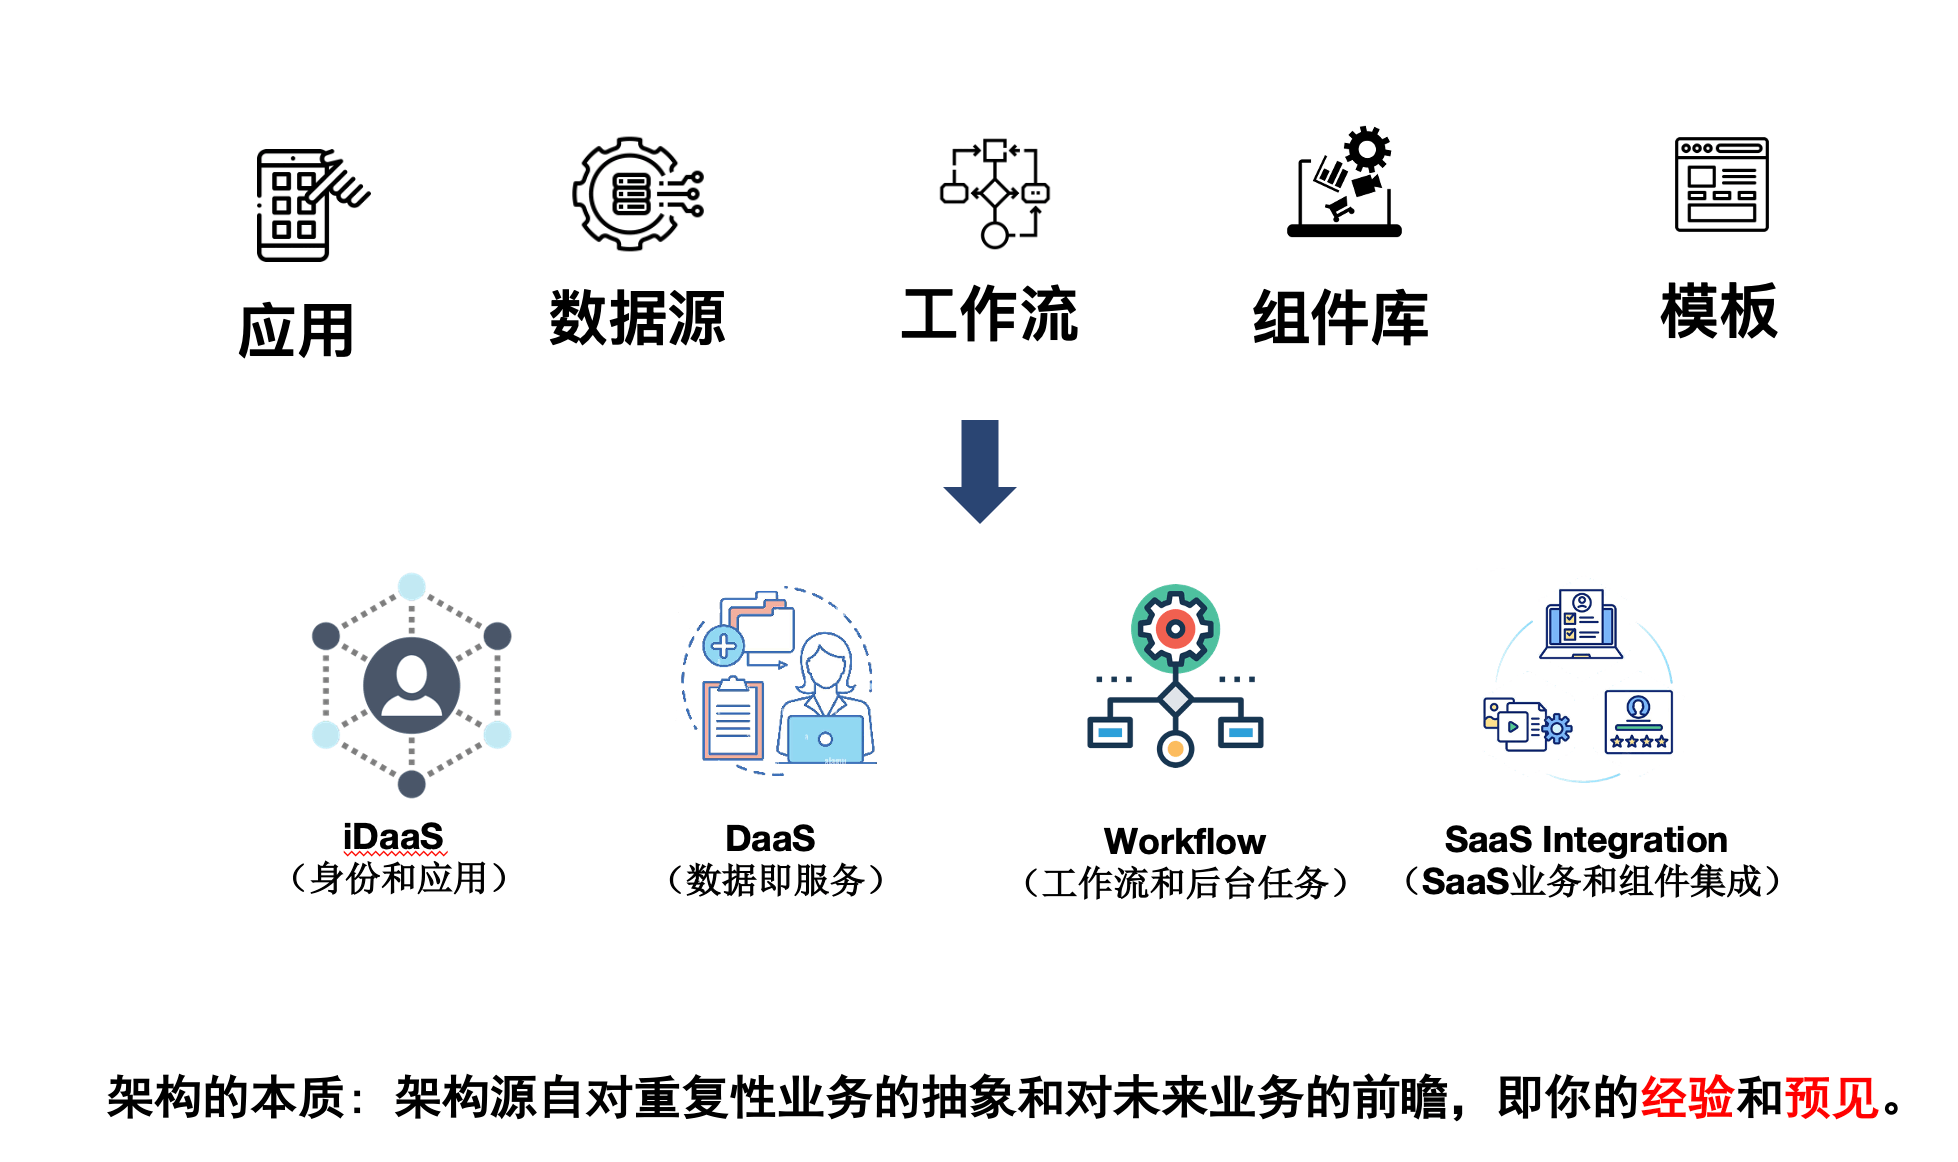 应用
数据源
工作流
组件库
模板
iDaaS
（身份和应用）
DaaS
（数据即服务）
Workflow
（工作流和后台任务）
SaaS Integration
（SaaS业务和组件集成）
架构的本质：架构源自对重复性业务的抽象和对未来业务的前瞻，即你的经验和预见。